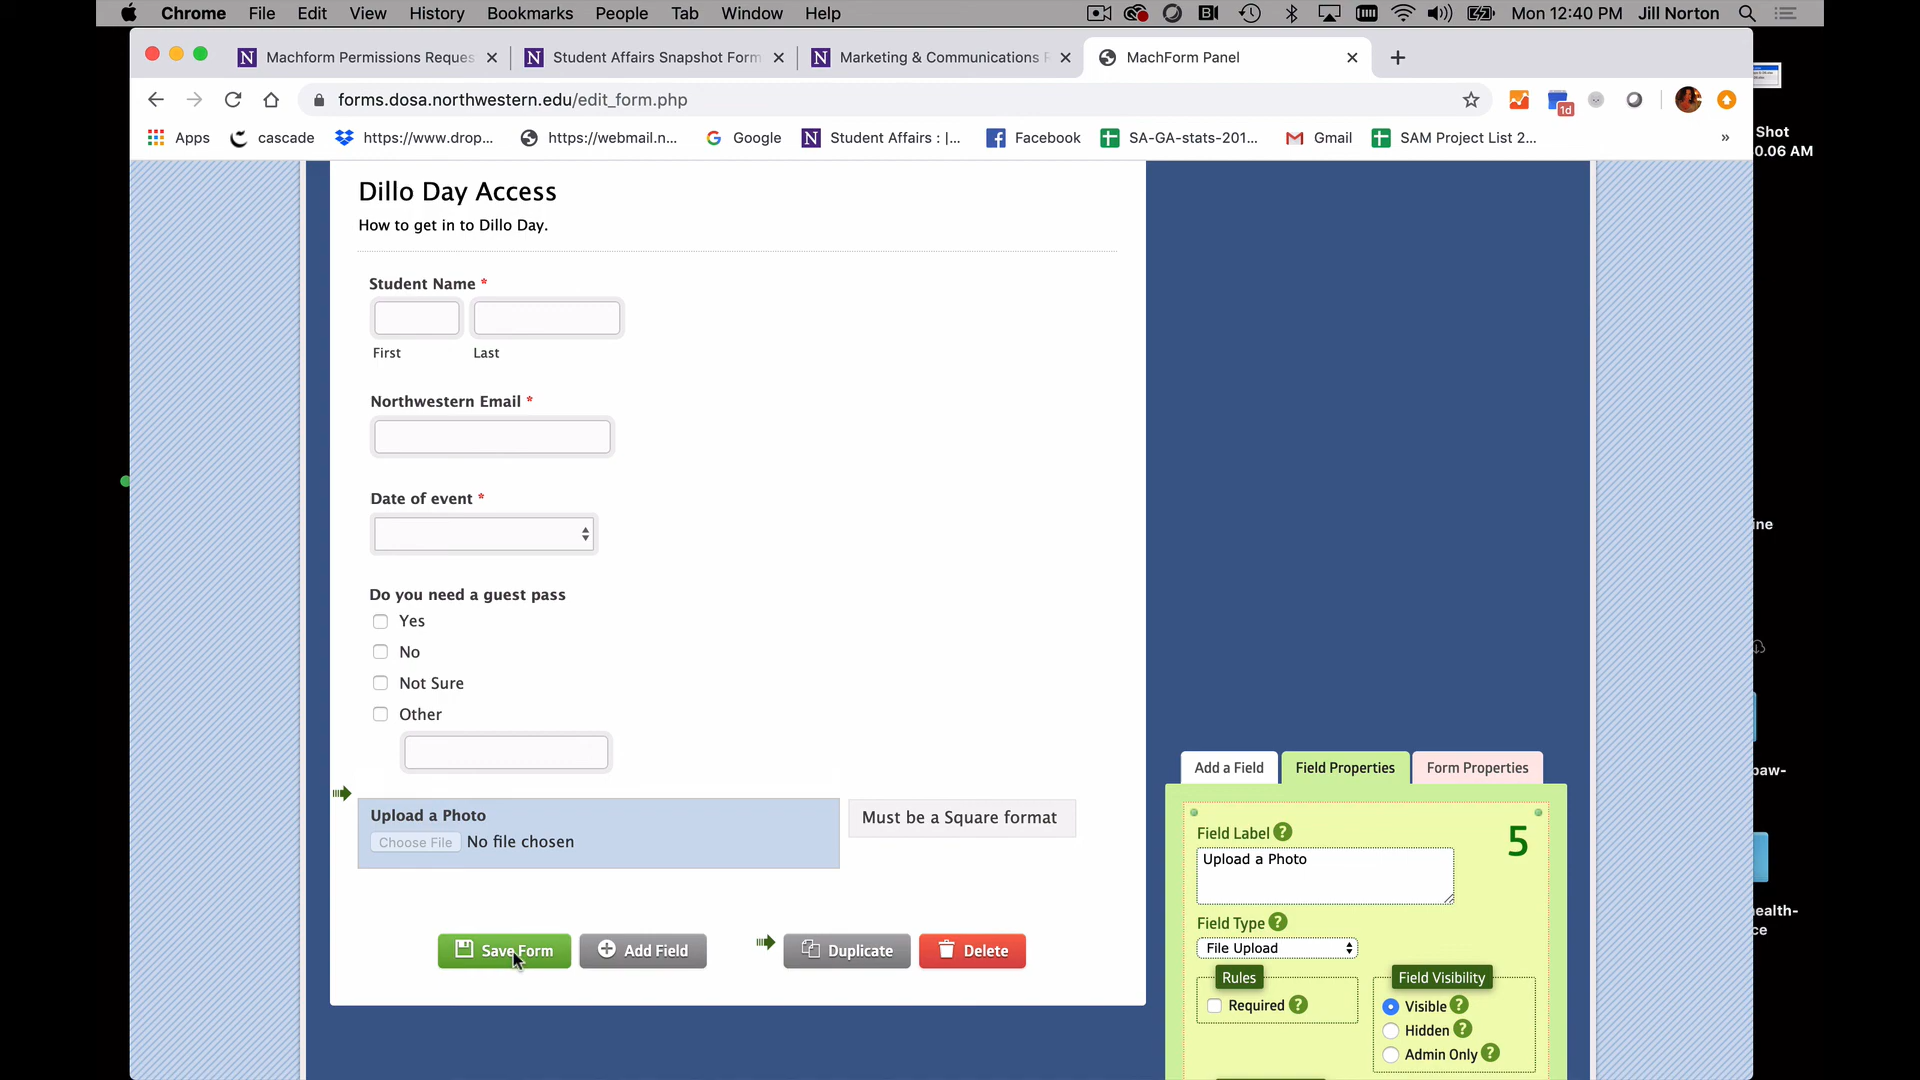 Chrome File Edit View History Bookmarks People Tab Window Help Mon 12:40 PM Jill Norton
Machform Permissions Reques
Student Affairs Snapshot Form
Marketing & Communications
MachForm Panel
forms.dosa.northwestern.edu/edit_form.php
1d
Apps cascade https://www.drop... https://webmail.n... Google Student Affairs : |... Facebook SA-GA-stats-201... Gmail SAM Project List 2... »
Shot
0.06 AM
Dillo Day Access
How to get in to Dillo Day.
Student Name *
First Last
Northwestern Email *
Date of event *
ine
Do you need a guest pass
Yes
No
Not Sure
Other
Upload a Photo
Choose File No file chosen
Must be a Square format
Save Form Add Field Duplicate Delete
Add a Field Field Properties Form Properties
paw-
Field Label ?
5
Upload a Photo
Field Type ?
File Upload
Rules
Required ?
Field Visibility
Visible ?
Hidden ?
Admin Only ?
ealth-
ce